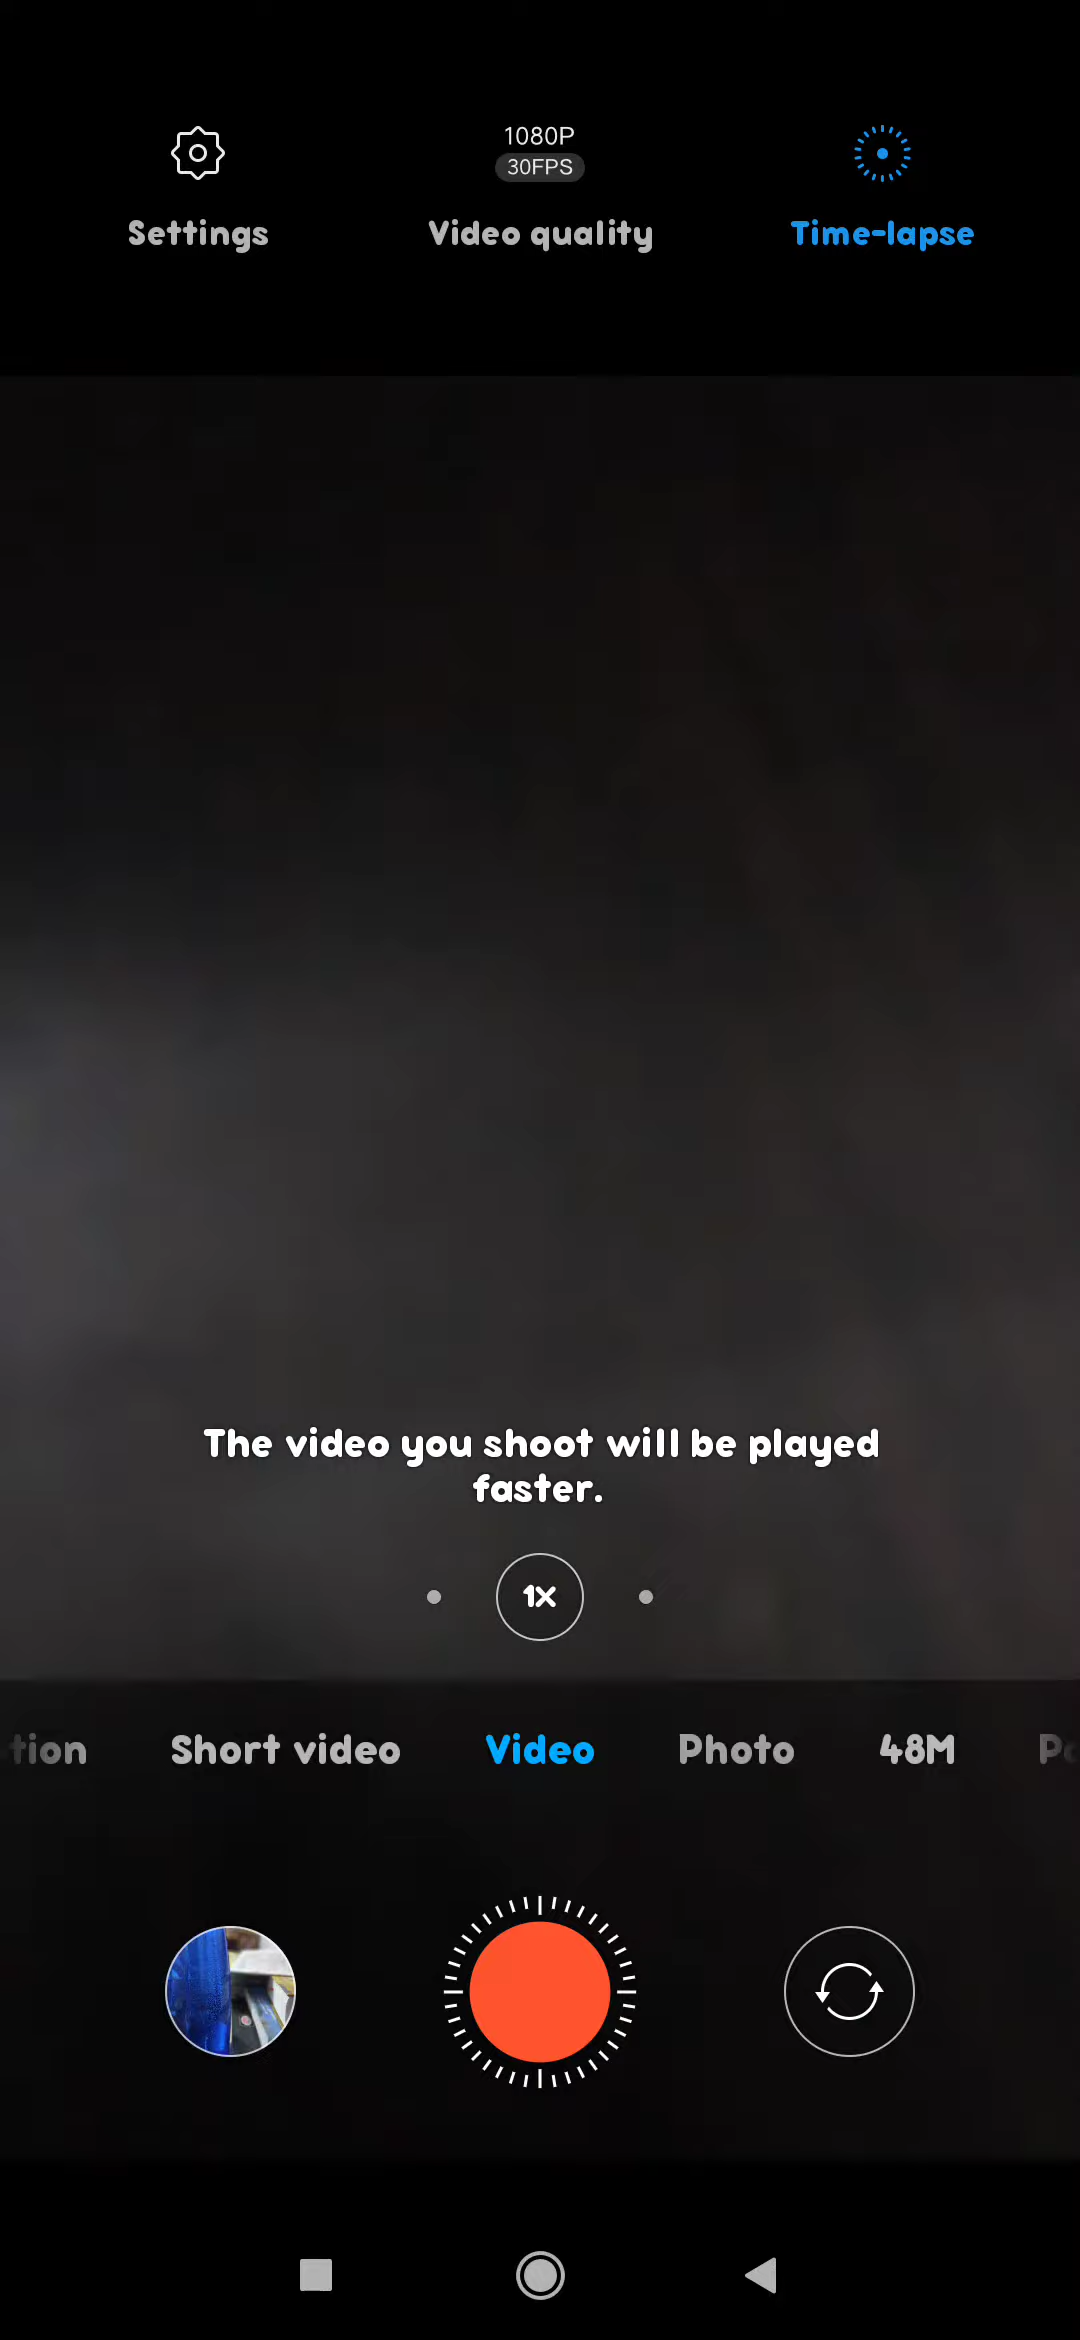 1080P
30FPS
Settings
Video quality
Time-lapse
The video you shoot will be played
faster.
1X
tion
Short video
Video
Photo
48M